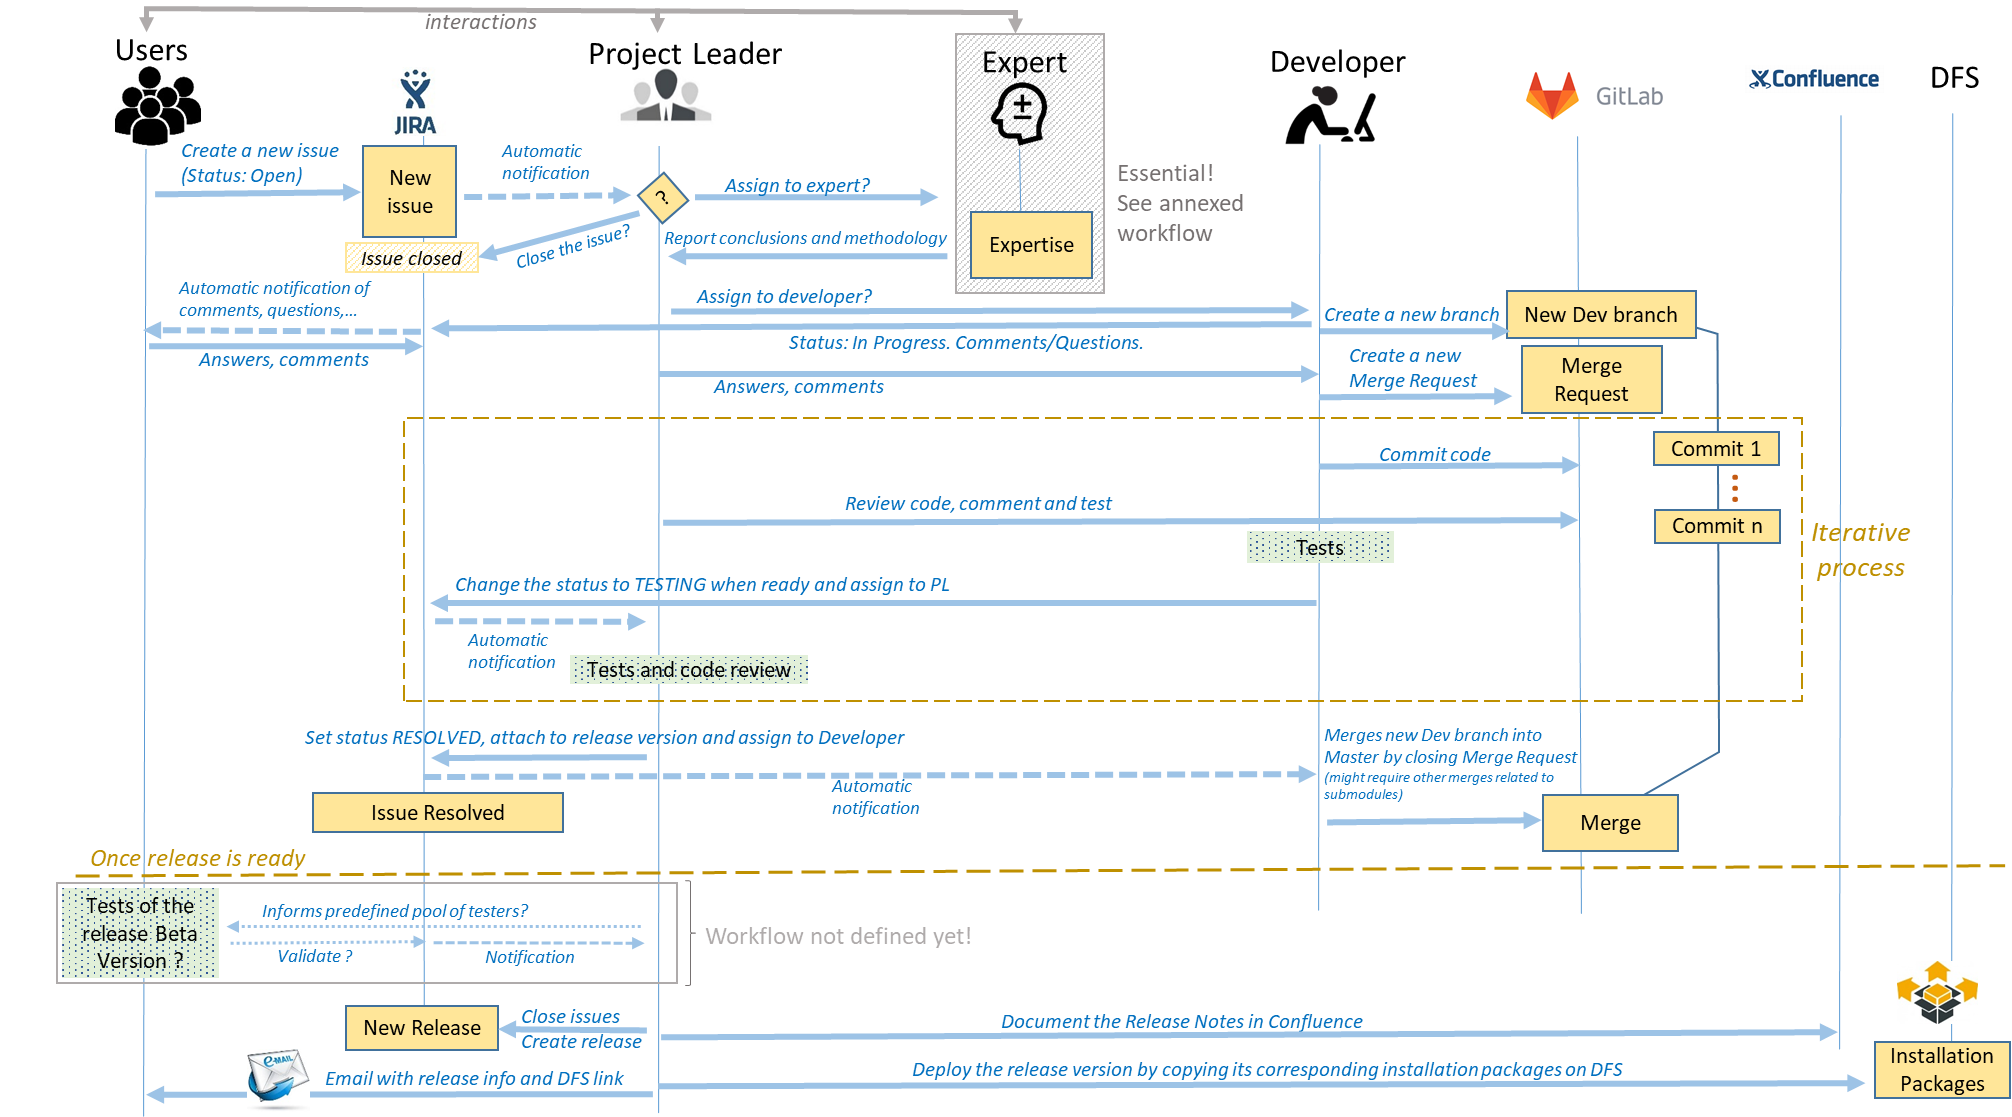 interactions
Users
Project Leader
Expert
Developer
GitLab
Confluence
DFS
JIRA
Create a new issue
(Status: Open)
New
issue
Automatic
notification
?
Assign to expert?
Essential!
See annexed
workflow
Close the issue?
Report conclusions and methodology
Expertise
Issue closed
Automatic notification of
comments, questions,...
Assign to developer?
Create a new branch
New Dev branch
Answers, comments
Status: In Progress. Comments/Questions.
Create a new
Merge Request
Merge
Request
Answers, comments
Commit code
Commit 1
Review code, comment and test
Commit n
Tests
Iterative
process
Change the status to TESTING when ready and assign to PL
Automatic
notification
Tests and code review
Set status RESOLVED, attach to release version and assign to Developer
Merges new Dev branch into
Master by closing Merge Request
(might require other merges related to
submodules)
Automatic
notification
Issue Resolved
Merge
Once release is ready
Tests of the
release Beta
Version ?
Informs predefined pool of testers?
Validate ?
Notification
Workflow not defined yet!
New Release
Close issues
Create release
Document the Release Notes in Confluence
Installation
Packages
e-MAIL
Email with release info and DFS link
Deploy the release version by copying its corresponding installation packages on DFS